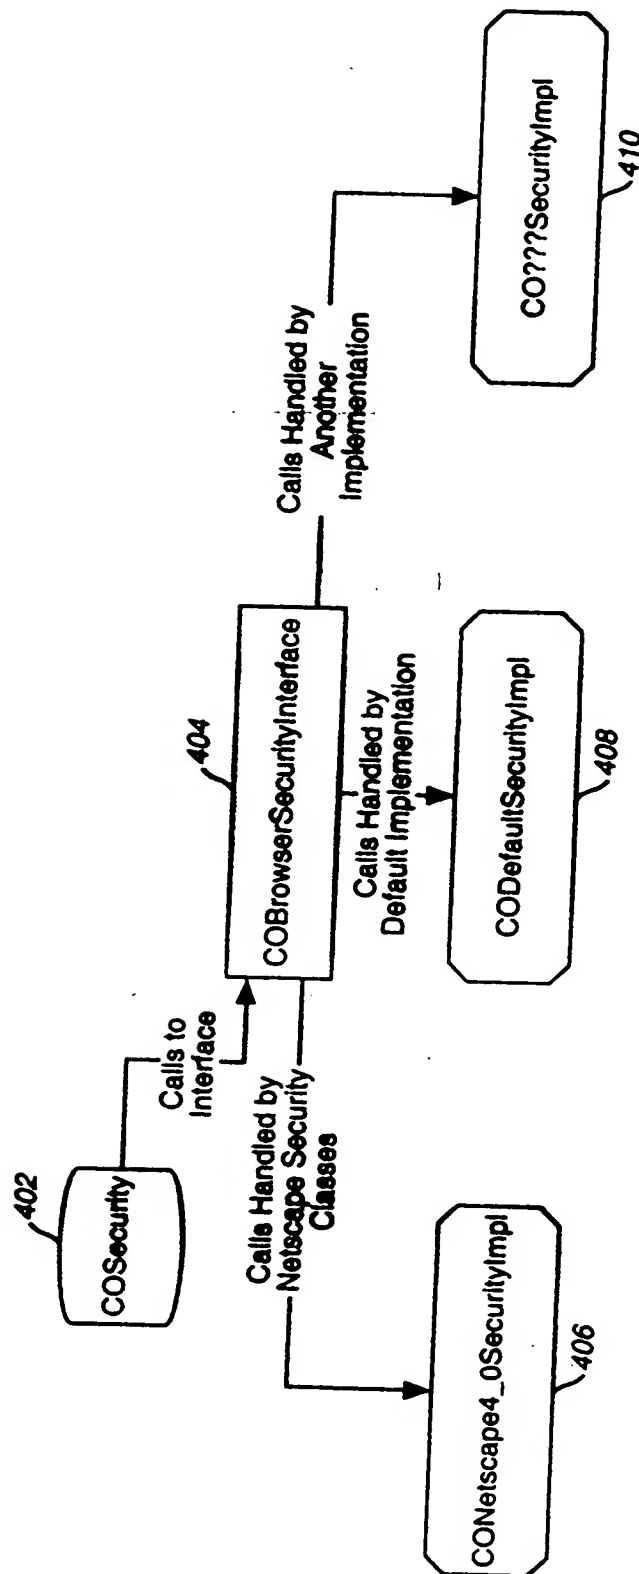 402
COSecurity
Calls to
Interface
404
COBrowserSecurityInterface
Calls Handled by
Netscape Security
Classes
Calls Handled by
Default Implementation
Calls Handled by
Another
Implementation
CONetscape4_0SecurityImpl
406
CODefaultSecurityImpl
408
CO???SecurityImpl
410